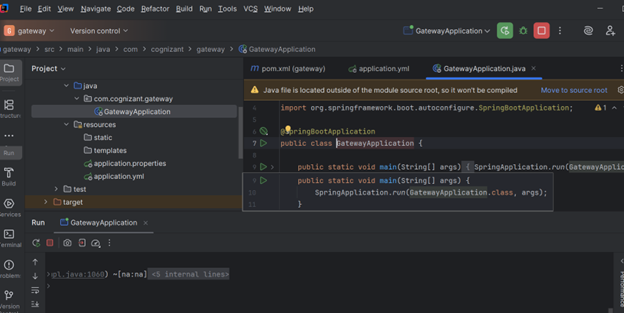 File Edit View Navigate Code Refactor Build Run Tools VCS Window Help
G gateway Version control GatewayApplication
gateway src main java com cognizant gateway GatewayApplication
Project
Project
pom.xml (gateway) application.yml GatewayApplication.java
java
Java file is located outside of the module source root, so it won't be compiled Move to source root
com.cognizant.gateway
4 import org.springframework.boot.autoconfigure.SpringBootApplication; 1
Structure
GatewayApplication
5
resources
6 @SpringBootApplication
static
7 public class GatewayApplication {
Run
templates
application.properties
public static void main(String[] args) { SpringApplication.run(GatewayApplic
Build
application.yml
9 public static void main(String[] args) {
test
10 SpringApplication.run(GatewayApplication.class, args);
Services
target
11 }
Run GatewayApplication
Terminal
Problem
pl.java:1060) ~[na:na] <5 internal lines>
Version
Performance